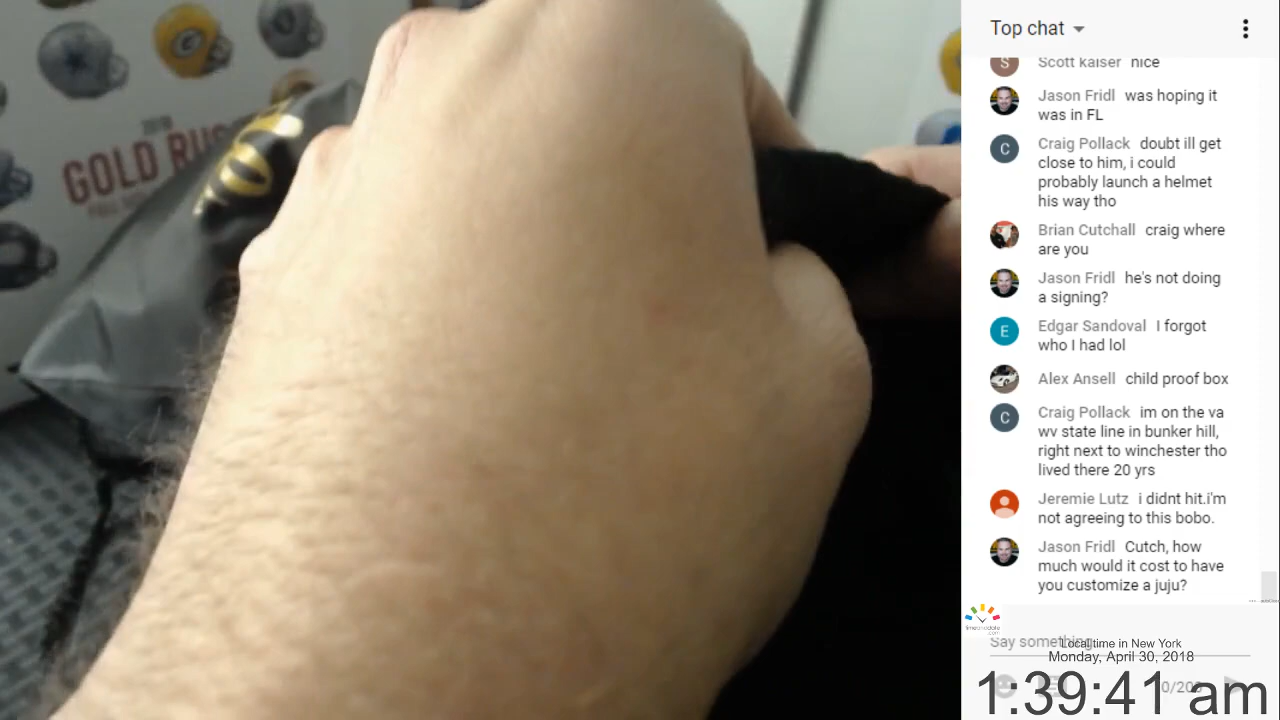 2018
GOLD RUS
Top chat
Scott kaiser nice
Jason Fridl was hoping it
was in FL
Craig Pollack doubt ill get
close to him, i could
probably launch a helmet
his way tho
Brian Cutchall craig where
are you
Jason Fridl he's not doing
a signing?
Edgar Sandoval I forgot
who I had lol
Alex Ansell child proof box
Craig Pollack im on the va
wv state line in bunker hill,
right next to winchester tho
lived there 20 yrs
Jeremie Lutz i didnt hit.i'm
not agreeing to this bobo.
Jason Fridl Cutch, how
much would it cost to have
you customize a juju?
Say something...
Local time in New York
Monday, April 30, 2018
0/200
1:39:41 am